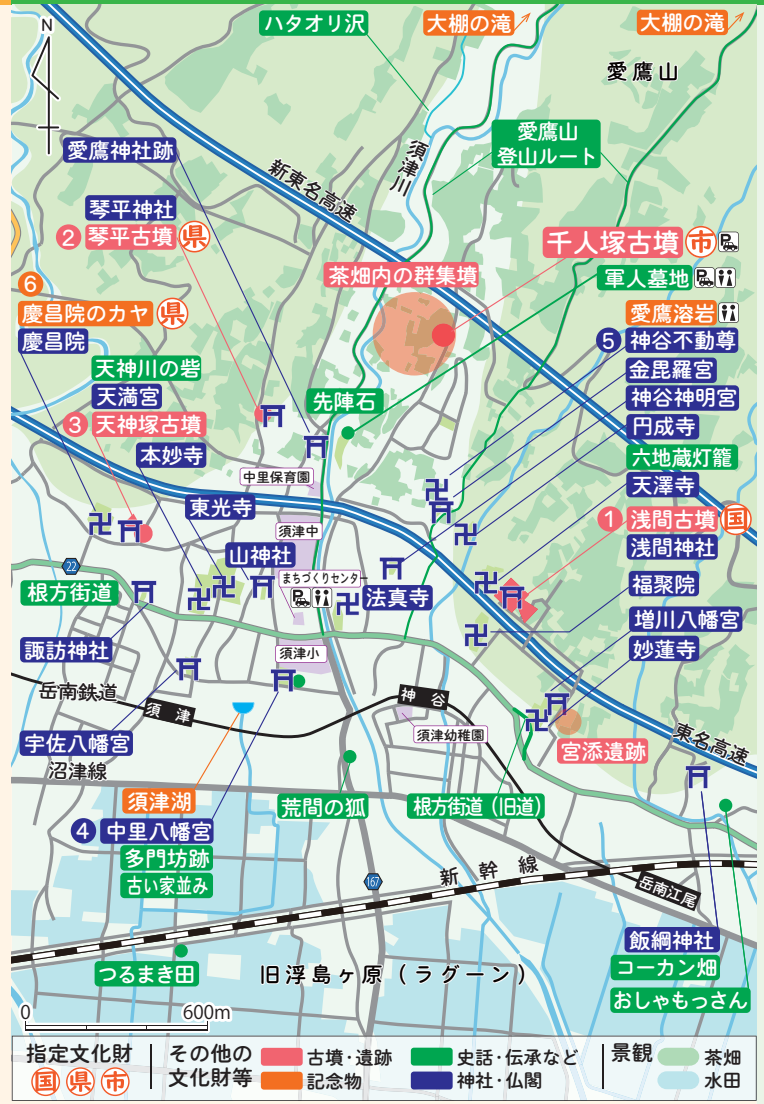 ハタオリ沢
大棚の滝
大棚の滝
N
愛鷹山
愛鷹山
登山ルート
須津川
愛鷹神社跡
新東名高速
琴平神社
② 琴平古墳 県
千人塚古墳 市
茶畑内の群集墳
軍人墓地
⑥
慶昌院のカヤ 県
慶昌院
愛鷹溶岩
⑤ 神谷不動尊
金毘羅宮
神谷神明宮
円成寺
六地蔵灯籠
天澤寺
① 浅間古墳 国
浅間神社
福聚院
増川八幡宮
妙蓮寺
天神川の砦
天満宮
③ 天神塚古墳
本妙寺
先陣石
中里保育園
東光寺
須津中
山神社
まちづくりセンター
法真寺
22
根方街道
諏訪神社
須津小
岳南鉄道
須津
神谷
須津幼稚園
宮添遺跡
東名高速
宇佐八幡宮
沼津線
須津湖
荒間の狐
根方街道(旧道)
④ 中里八幡宮
多門坊跡
古い家並み
167
新幹線
岳南江尾
飯綱神社
コーカン畑
おしゃもっさん
つるまき田
旧浮島ヶ原(ラグーン)
0 600m
指定文化財
国 県 市
その他の
文化財等
古墳・遺跡
記念物
史話・伝承など
神社・仏閣
景観
茶畑
水田